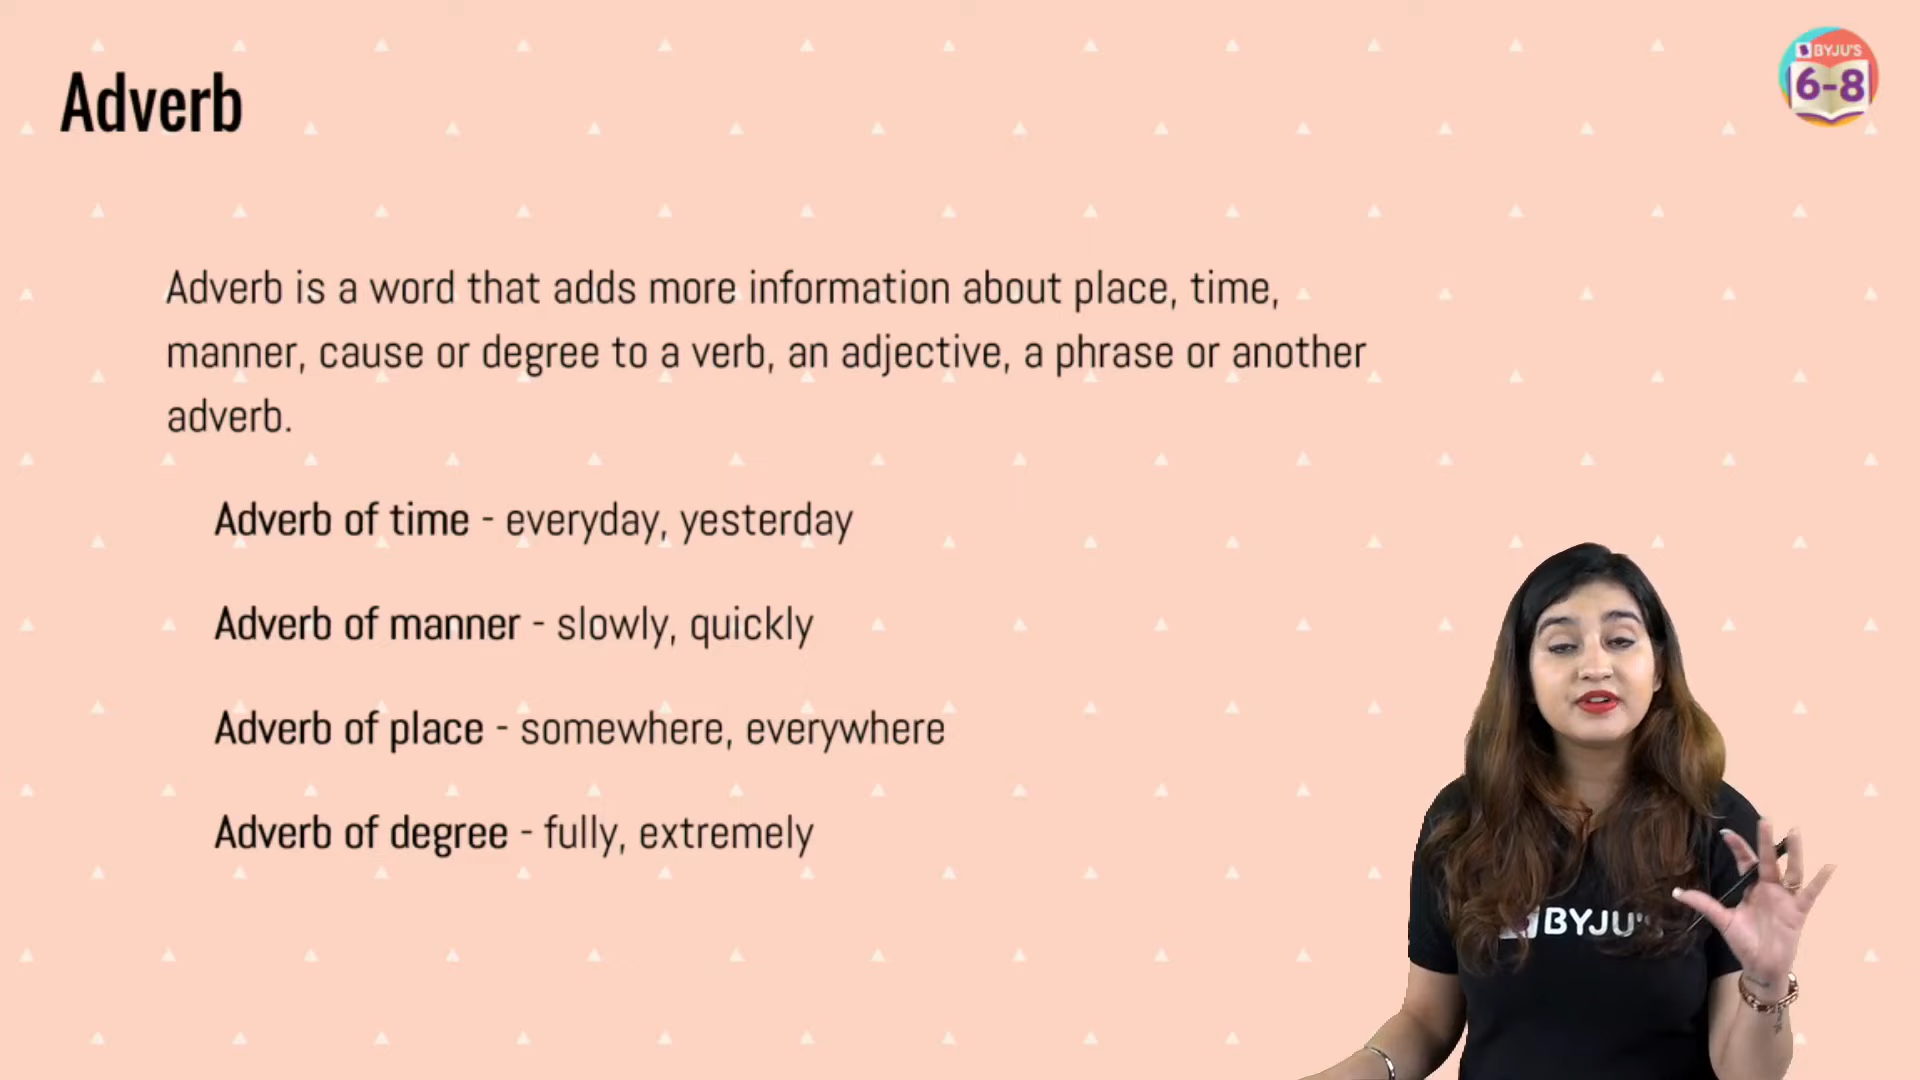 BYJU'S
6-8
Adverb
Adverb is a word that adds more information about place, time,
manner, cause or degree to a verb, an adjective, a phrase or another
adverb.
Adverb of time - everyday, yesterday
Adverb of manner - slowly, quickly
Adverb of place - somewhere, everywhere
Adverb of degree - fully, extremely
BYJU'S